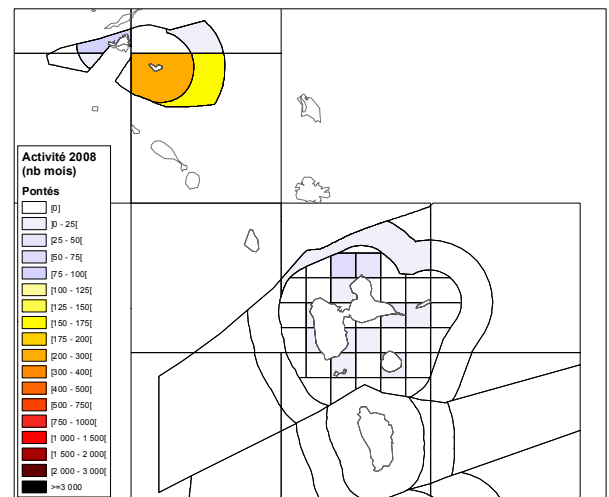 Activité 2008
(nb mois)
Pontés
[0]
]0 - 25[
[25 - 50[
[50 - 75[
[75 - 100[
[100 - 125[
[125 - 150[
[150 - 175[
[175 - 200[
[200 - 300[
[300 - 400[
[400 - 500[
[500 - 750[
[750 - 1000[
[1 000 - 1 500[
[1 500 - 2 000[
[2 000 - 3 000[
>=3 000